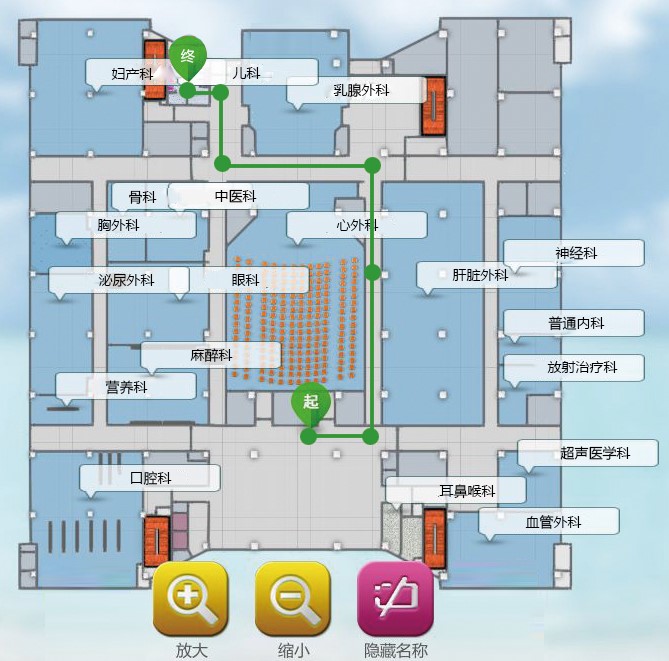 终
妇产科
儿科
乳腺外科
骨科
中医科
胸外科
心外科
神经科
泌尿外科
眼科
肝脏外科
普通内科
麻醉科
放射治疗科
营养科
起
超声医学科
口腔科
耳鼻喉科
血管外科
放大
缩小
隐藏名称